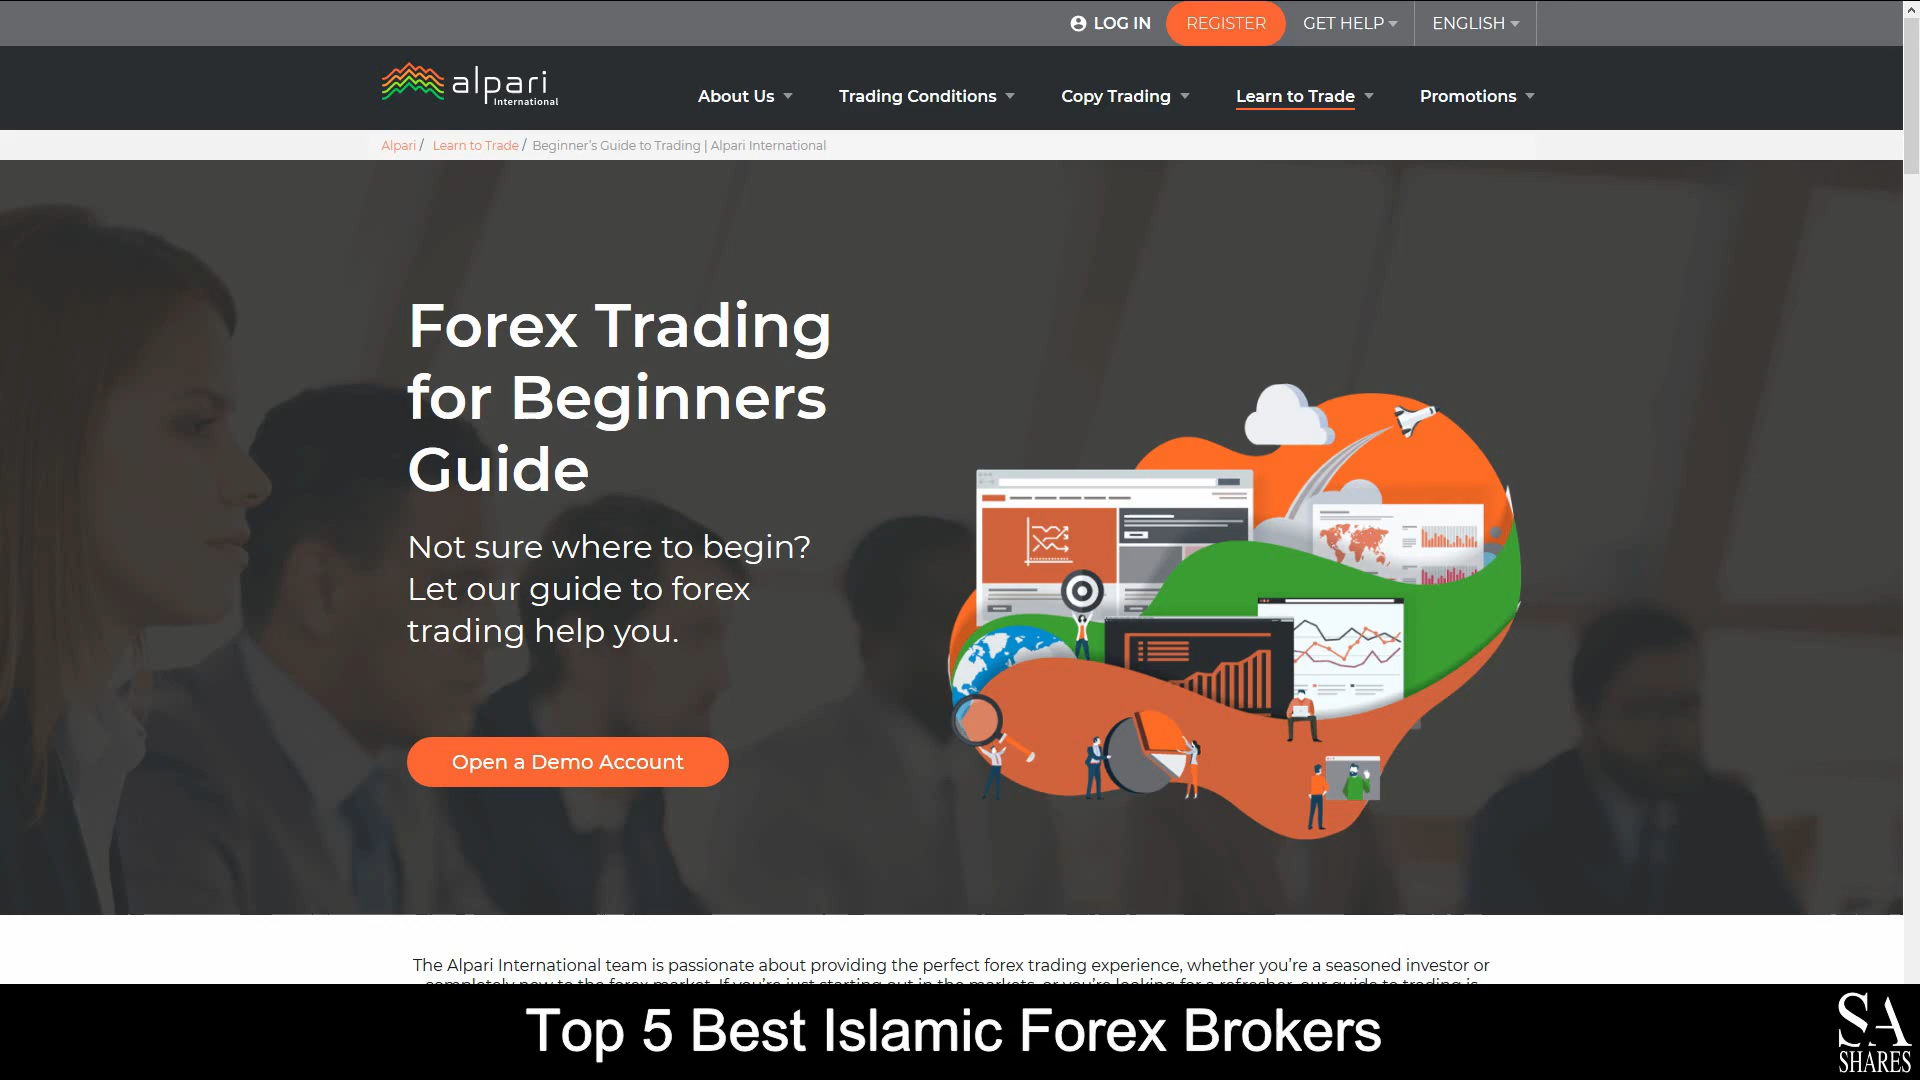 LOG IN
REGISTER
GET HELP
ENGLISH
alpari
International
About Us
Trading Conditions
Copy Trading
Learn to Trade
Promotions
Alpari / Learn to Trade / Beginner's Guide to Trading | Alpari International
Forex Trading
for Beginners
Guide
Not sure where to begin?
Let our guide to forex
trading help you.
Open a Demo Account
The Alpari International team is passionate about providing the perfect forex trading experience, whether you're a seasoned investor or
completely new to the forex market. If you're just starting out in the markets, or you're looking for a refresher, our guide to trading is
Top 5 Best Islamic Forex Brokers
SA
SHARES